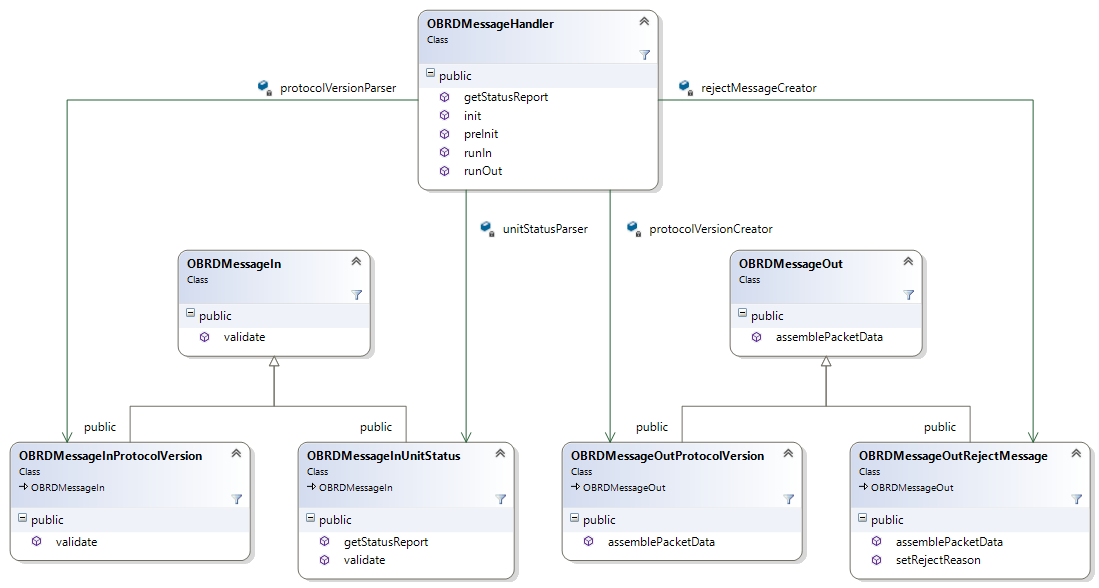 OBRDMessageHandler
Class
public
getStatusReport
init
preInit
runIn
runOut
protocolVersionParser
rejectMessageCreator
unitStatusParser
protocolVersionCreator
OBRDMessageIn
Class
public
validate
OBRDMessageOut
Class
public
assemblePacketData
public
public
public
public
OBRDMessageInProtocolVersion
Class
OBRDMessageIn
public
validate
OBRDMessageInUnitStatus
Class
OBRDMessageIn
public
getStatusReport
validate
OBRDMessageOutProtocolVersion
Class
OBRDMessageOut
public
assemblePacketData
OBRDMessageOutRejectMessage
Class
OBRDMessageOut
public
assemblePacketData
setRejectReason